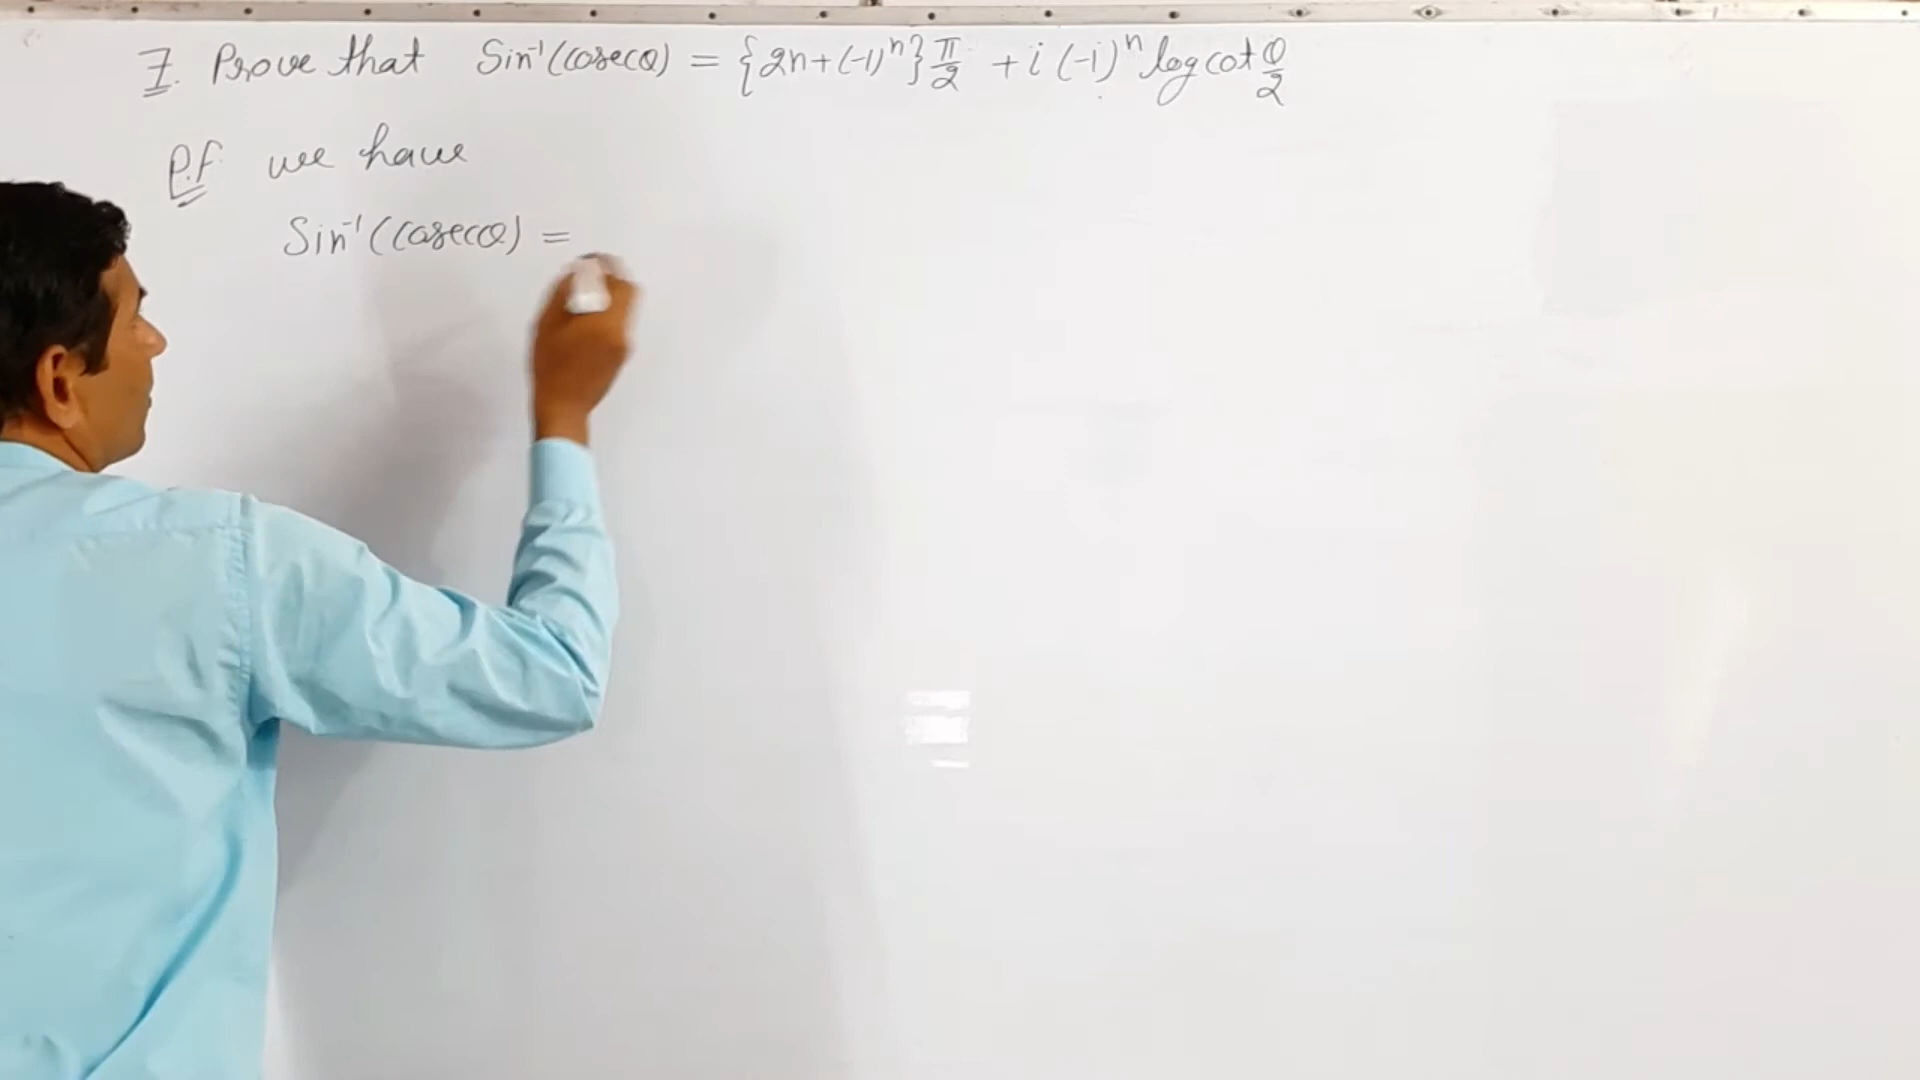 7. Prove that Sin⁻¹(cosecθ) = {2n+(-1)ⁿ}π/2 + i(-1)ⁿ log cot θ/2
P.f we have
Sin⁻¹(cosecθ) =